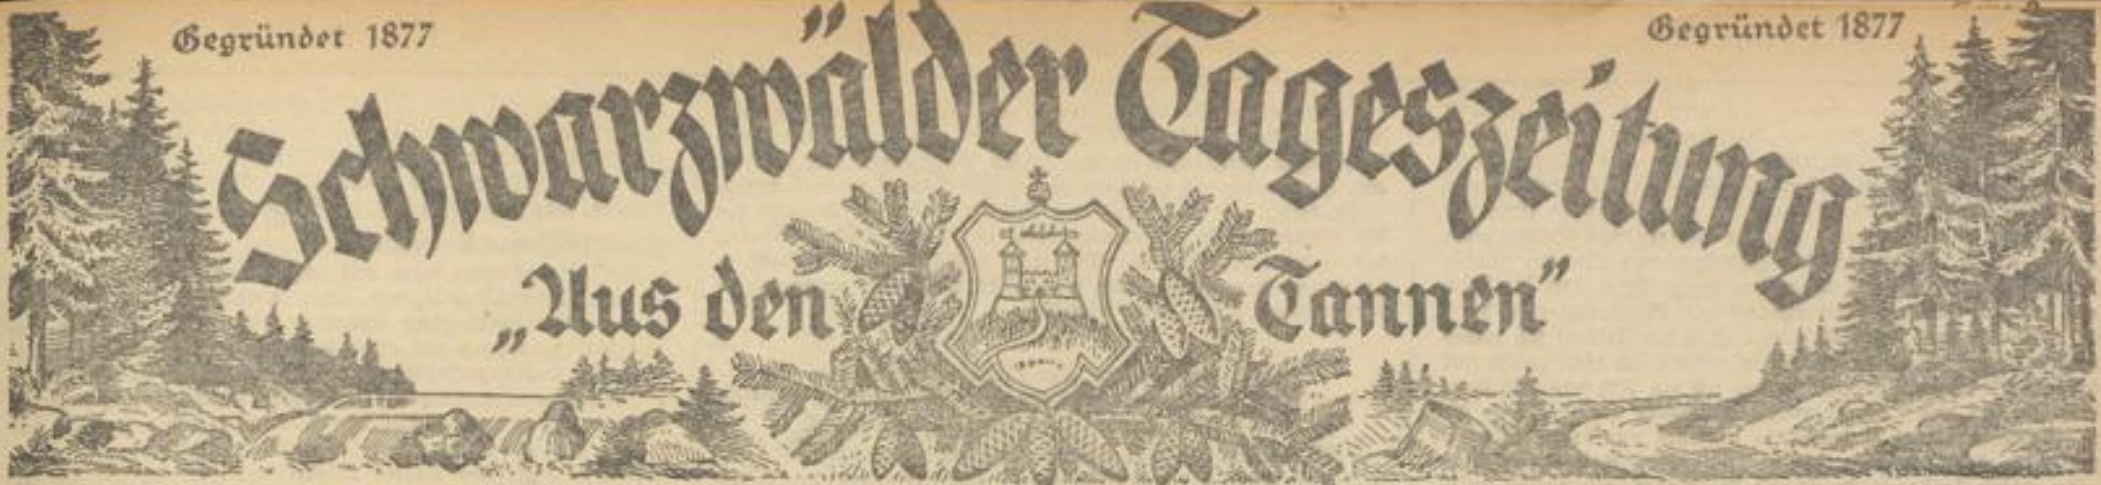 Gegründet 1877
Gegründet 1877
Schwarzwälder Tageszeitung
„Aus den Tannen“